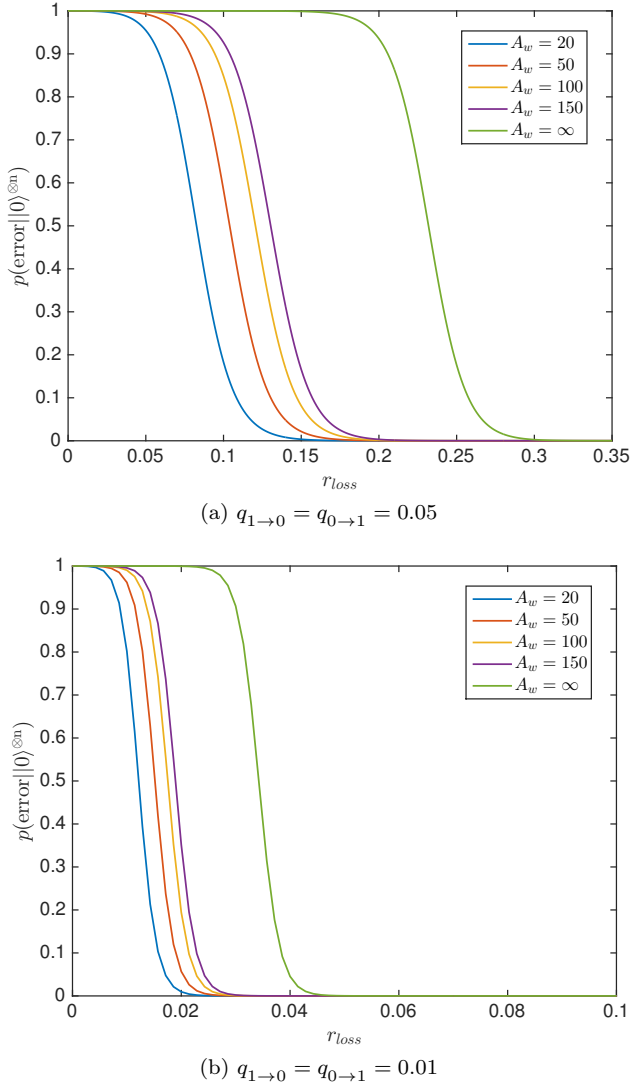 1
0.9
0.8
0.7
0.6
0.5
0.4
0.3
0.2
0.1
0
p(error||0⟩^{⊗n})
A_w = 20
A_w = 50
A_w = 100
A_w = 150
A_w = ∞
0 0.05 0.1 0.15 0.2 0.25 0.3 0.35
r_{loss}
(a) q_{1→0} = q_{0→1} = 0.05
1
0.9
0.8
0.7
0.6
0.5
0.4
0.3
0.2
0.1
0
p(error||0⟩^{⊗n})
A_w = 20
A_w = 50
A_w = 100
A_w = 150
A_w = ∞
0 0.02 0.04 0.06 0.08 0.1
r_{loss}
(b) q_{1→0} = q_{0→1} = 0.01